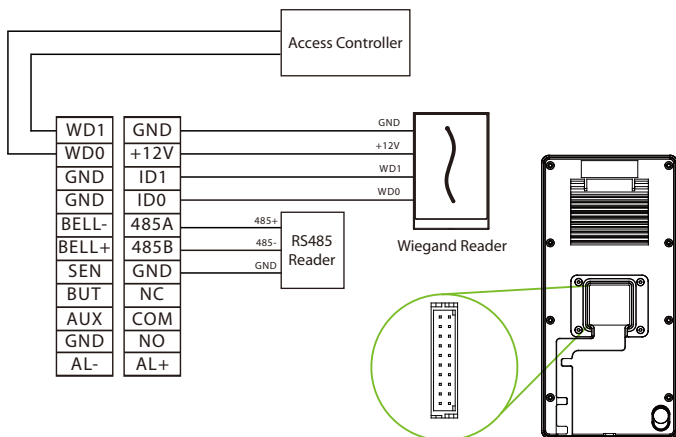 Access Controller
WD1 GND GND
WD0 +12V +12V
GND ID1 WD1
GND ID0 WD0
BELL- 485A 485+
BELL+ 485B 485-
SEN GND GND
BUT NC
AUX COM
GND NO
AL- AL+
RS485
Reader
Wiegand Reader